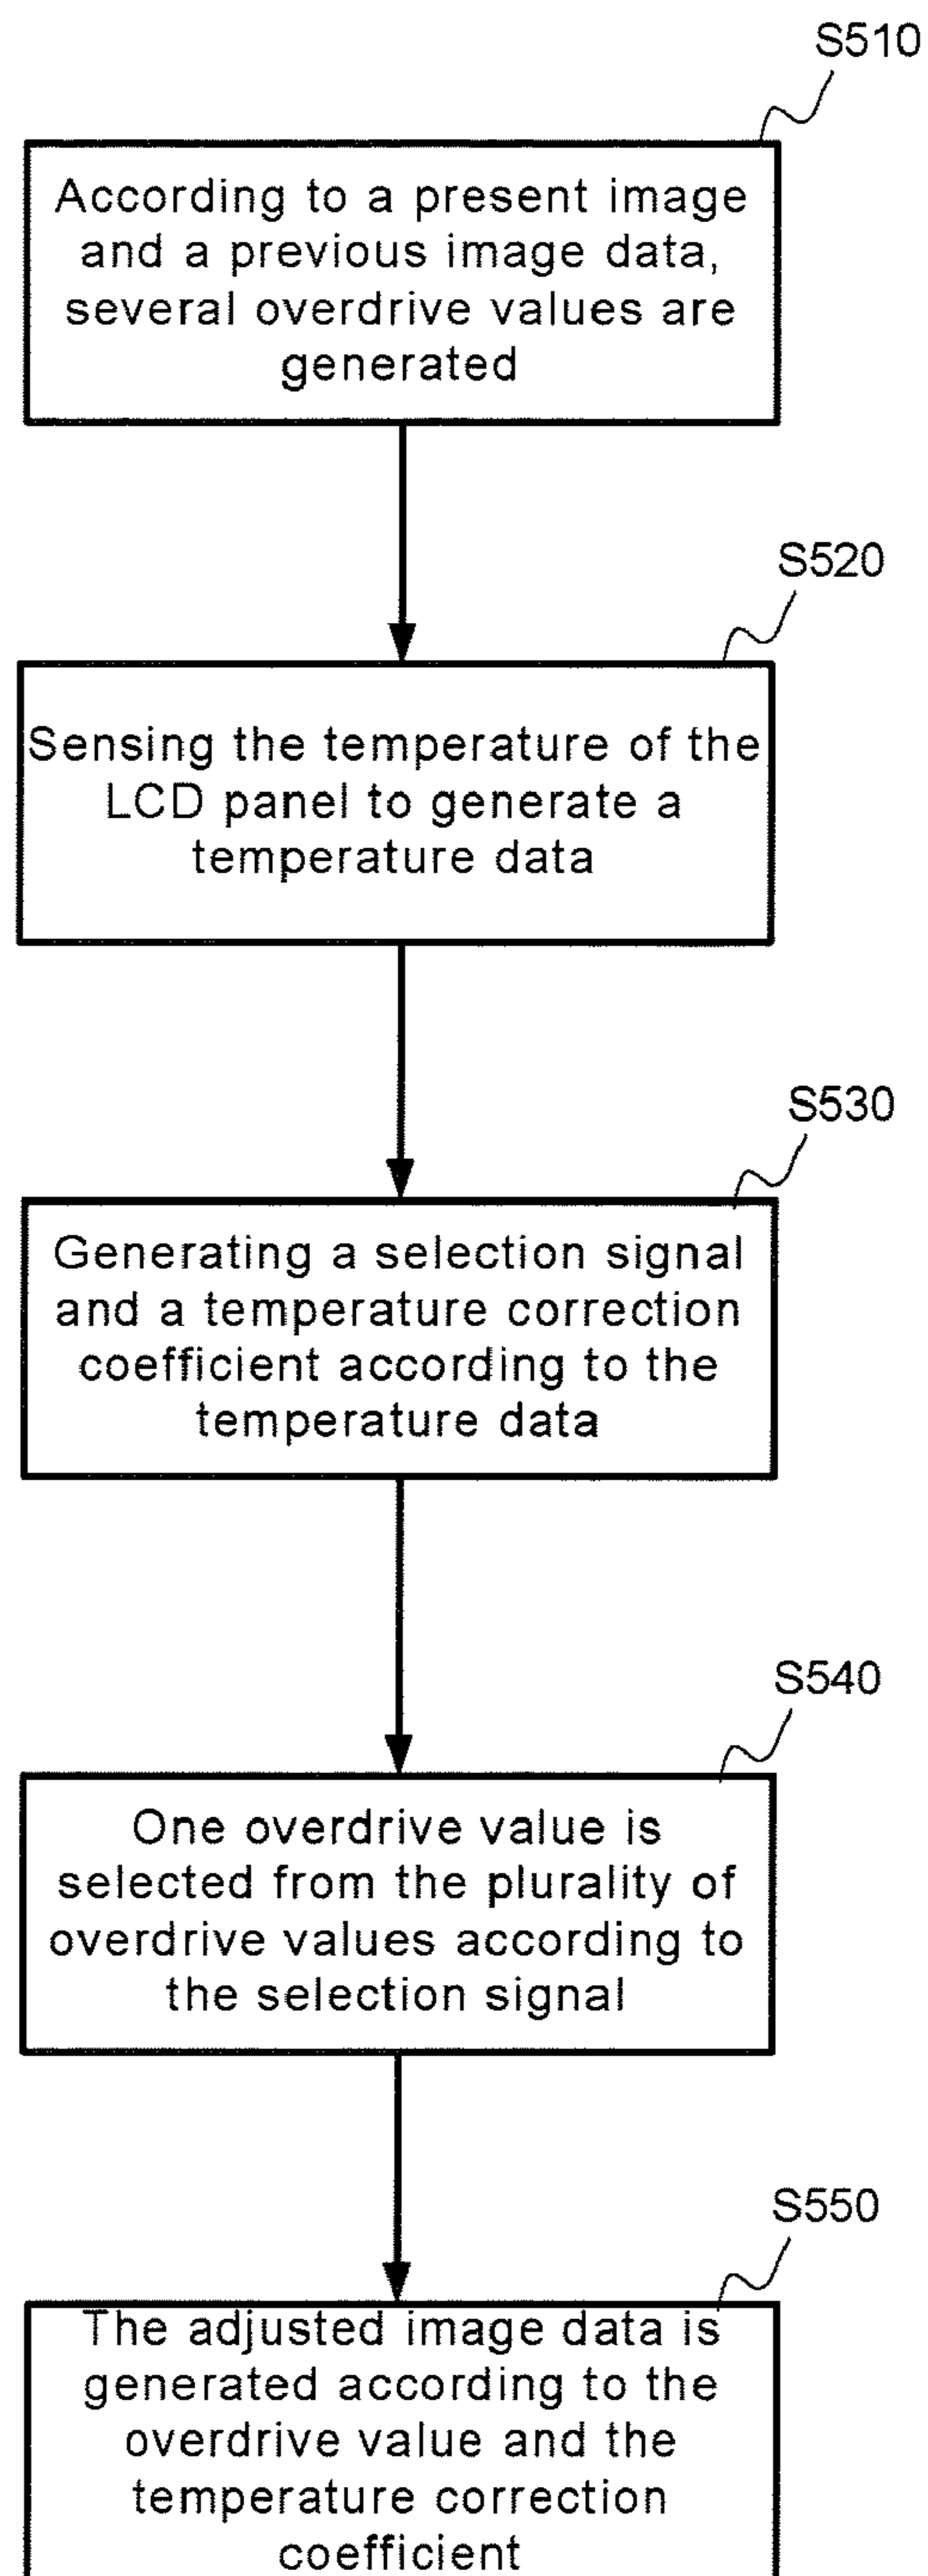 S510
According to a present image
and a previous image data,
several overdrive values are
generated
S520
Sensing the temperature of the
LCD panel to generate a
temperature data
S530
Generating a selection signal
and a temperature correction
coefficient according to the
temperature data
S540
One overdrive value is
selected from the plurality of
overdrive values according to
the selection signal
S550
The adjusted image data is
generated according to the
overdrive value and the
temperature correction
coefficient